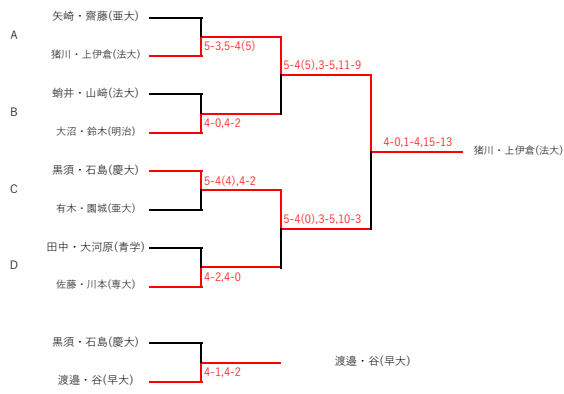 矢崎・齋藤(亜大)
A
5-3,5-4(5)
猪川・上伊倉(法大)
5-4(5),3-5,11-9
蛸井・山﨑(法大)
B
4-0,4-2
大沼・鈴木(明治)
4-0,1-4,15-13
猪川・上伊倉(法大)
黒須・石島(慶大)
5-4(4),4-2
C
有木・園城(亜大)
5-4(0),3-5,10-3
田中・大河原(青学)
D
4-2,4-0
佐藤・川本(専大)
黒須・石島(慶大)
渡邉・谷(早大)
4-1,4-2
渡邉・谷(早大)